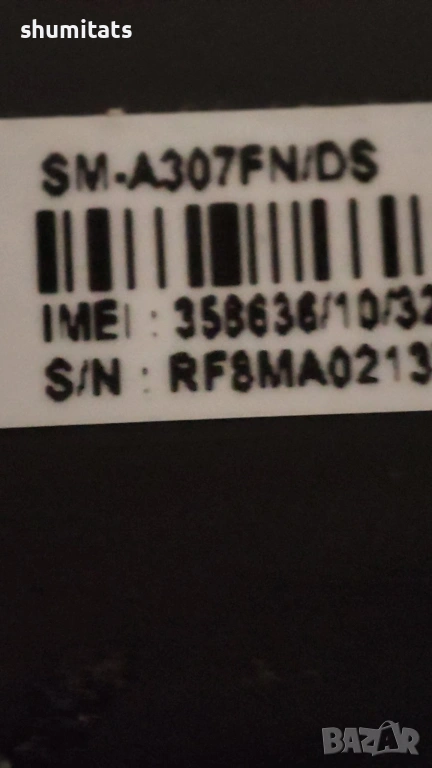 shumitats
SM-A307FN/DS
IMEI : 358636/10/32
S/N : RF8MA0213
BAZAR